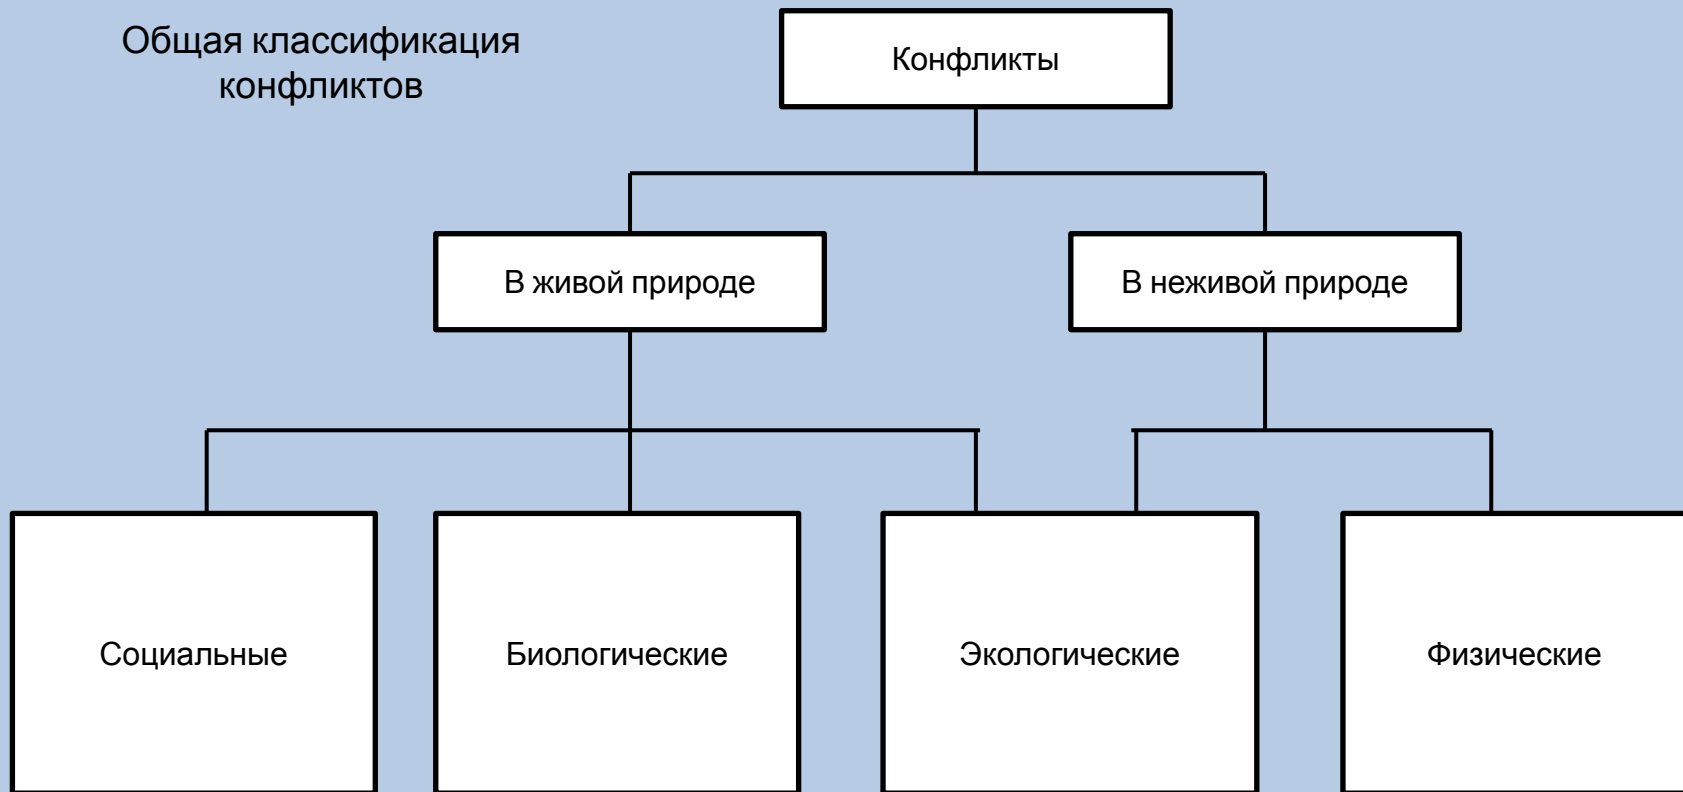 Общая классификация
конфликтов
Конфликты
В живой природе
В неживой природе
Социальные
Биологические
Экологические
Физические